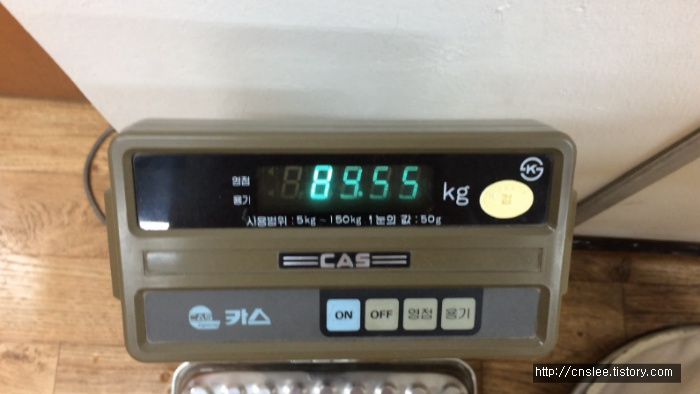 영점
용기
89.55 kg
K
검
사용범위 : 5kg ~ 150kg 1눈의 값 : 50g
CAS
카스
ON
OFF
영점
용기
http://cnslee.tistory.com